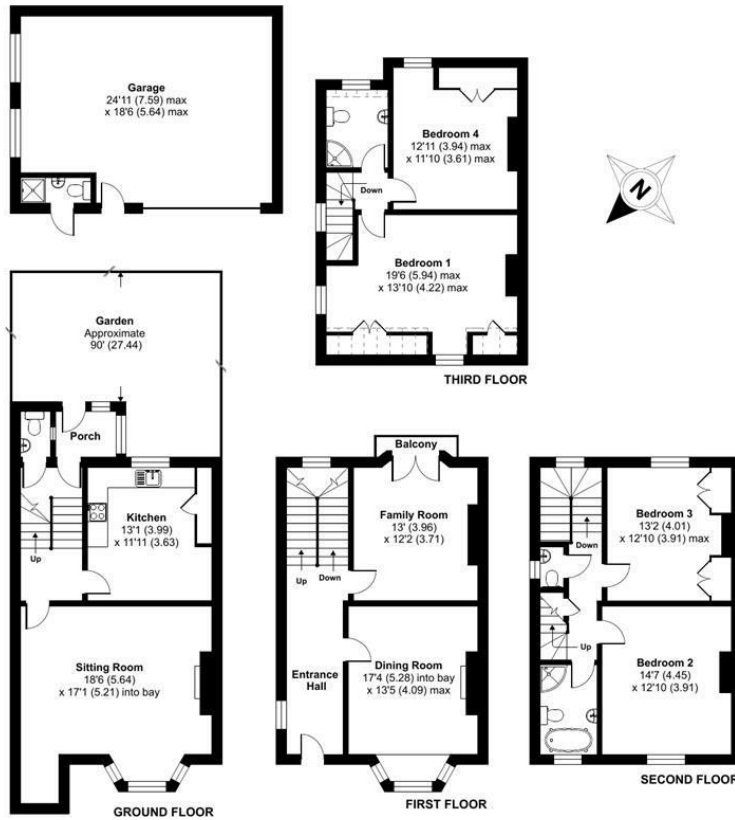 Garage
24'11 (7.59) max
x 18'6 (5.64) max
Bedroom 4
12'11 (3.94) max
x 11'10 (3.61) max
Down
Bedroom 1
19'6 (5.94) max
x 13'10 (4.22) max
THIRD FLOOR
N
Garden
Approximate
90' (27.44)
Porch
Kitchen
13'1 (3.99)
x 11'11 (3.63)
Up
Sitting Room
18'6 (5.64)
x 17'1 (5.21) into bay
GROUND FLOOR
Balcony
Family Room
13' (3.96)
x 12'2 (3.71)
Up
Down
Entrance
Hall
Dining Room
17'4 (5.28) into bay
x 13'5 (4.09) max
FIRST FLOOR
Bedroom 3
13'2 (4.01)
x 12'10 (3.91) max
Down
Up
Bedroom 2
14'7 (4.45)
x 12'10 (3.91)
SECOND FLOOR